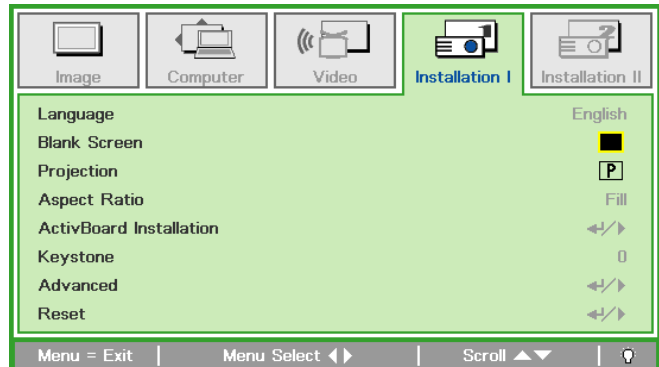 Image
Computer
Video
Installation I
Installation II
Language English
Blank Screen
Projection P
Aspect Ratio Fill
ActivBoard Installation
Keystone 0
Advanced
Reset
Menu = Exit | Menu Select | Scroll |